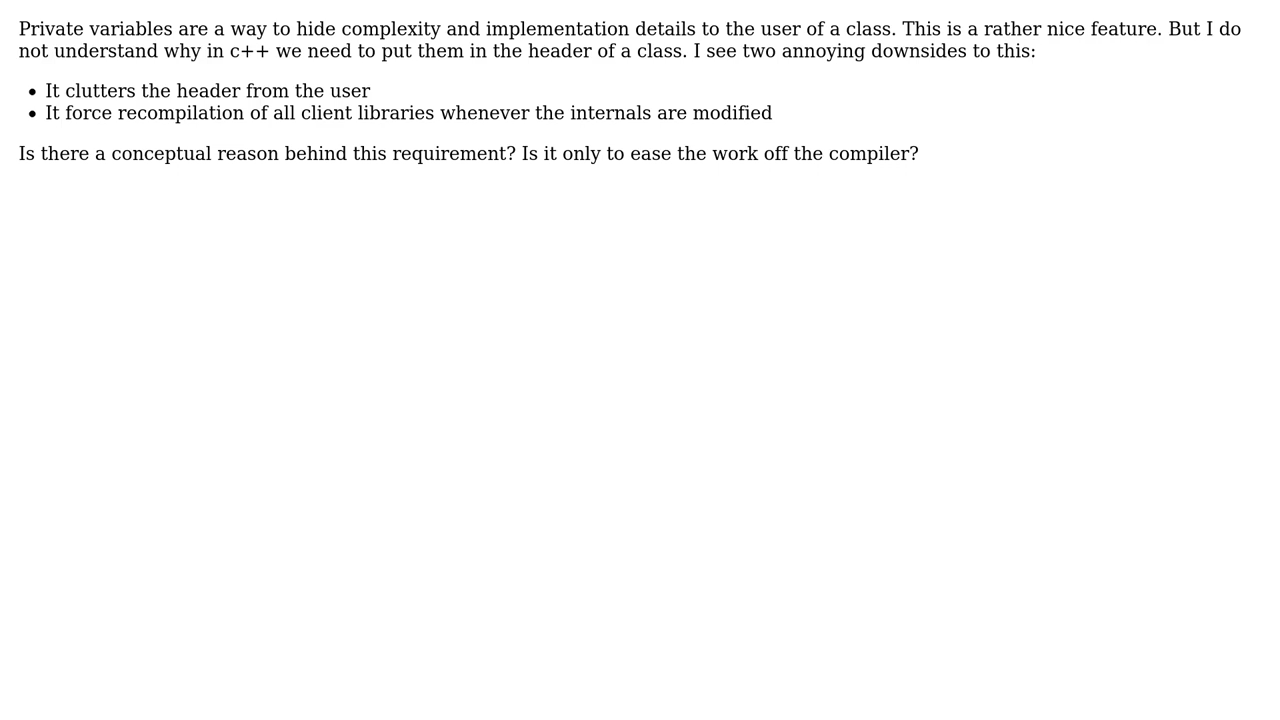 Private variables are a way to hide complexity and implementation details to the user of a class. This is a rather nice feature. But I do
not understand why in c++ we need to put them in the header of a class. I see two annoying downsides to this:
• It clutters the header from the user
• It force recompilation of all client libraries whenever the internals are modified
Is there a conceptual reason behind this requirement? Is it only to ease the work off the compiler?